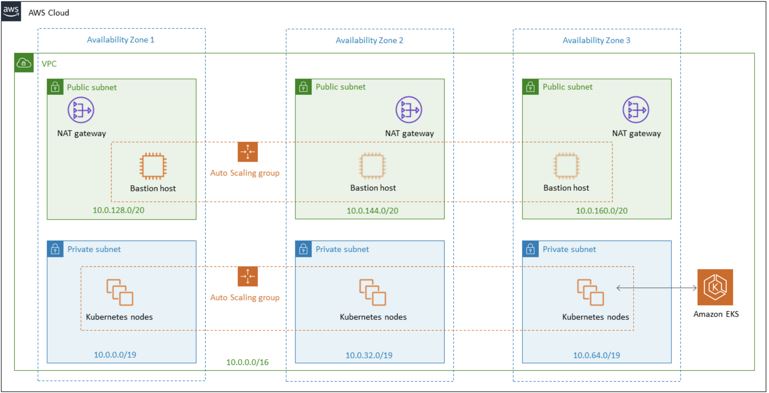 aws
AWS Cloud
Availability Zone 1
Availability Zone 2
Availability Zone 3
VPC
Public subnet
Public subnet
Public subnet
NAT gateway
NAT gateway
NAT gateway
Auto Scaling group
Bastion host
Bastion host
Bastion host
10.0.128.0/20
10.0.144.0/20
10.0.160.0/20
Private subnet
Private subnet
Private subnet
Auto Scaling group
Kubernetes nodes
Kubernetes nodes
Kubernetes nodes
K
Amazon EKS
10.0.0.0/19
10.0.0.0/16
10.0.32.0/19
10.0.64.0/19